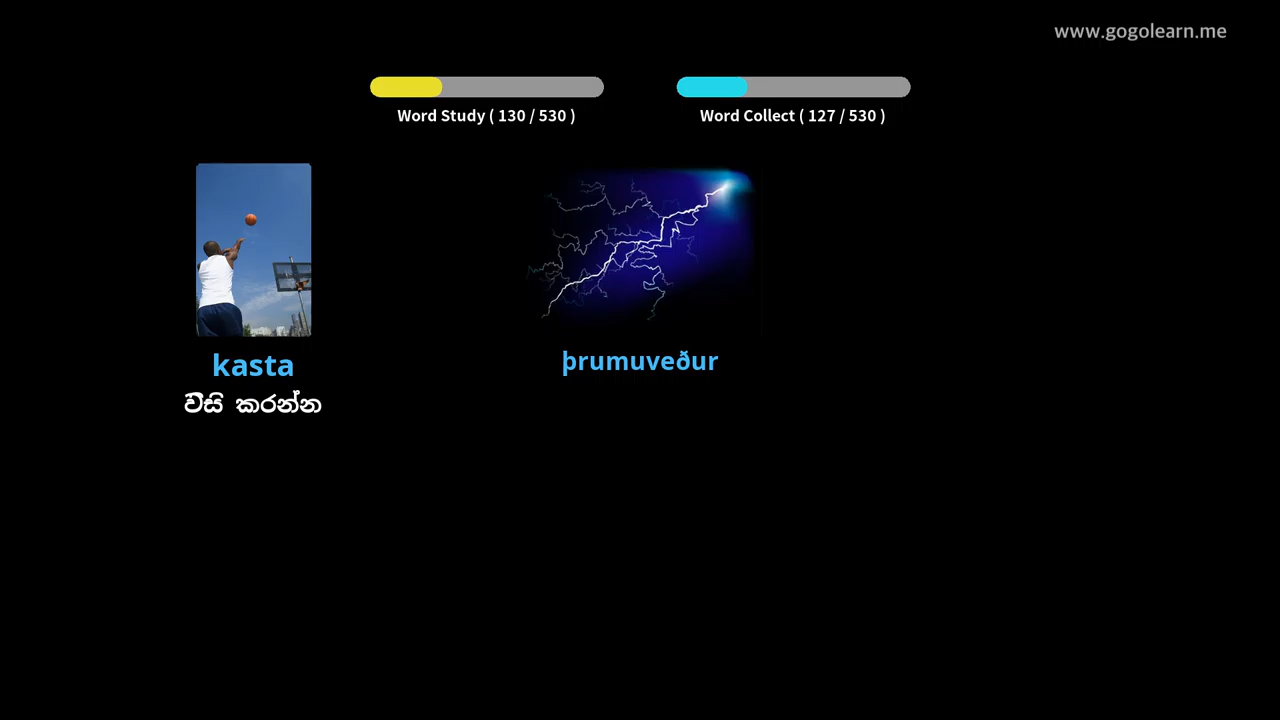 www.gogolearn.me
Word Study ( 130 / 530 )
Word Collect ( 127 / 530 )
kasta
වීසි කරන්න
þrumuveður